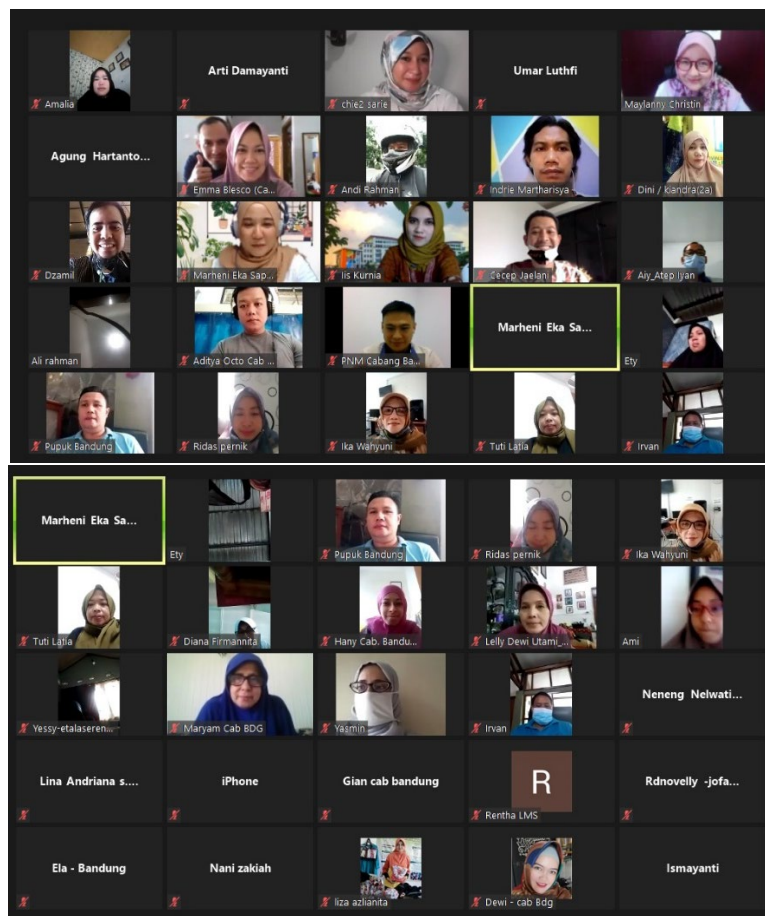 Amalia
Arti Damayanti
chie2 sarie
Umar Luthfi
Maylanny Christin
Agung Hartanto...
Emma Blesco (Ca...
Andi Rahman
Indrie Martharisya -
Dini / kiandra(2a)
Dzamil
Marheni Eka Sap...
Iis Kurnia
Cecep Jaelani
Aiy_Atep Iyan
Ali rahman
Aditya Octo Cab ...
PNM Cabang Ba...
Marheni Eka Sa...
Ety
Pupuk Bandung
Ridas pernik
Ika Wahyuni
Tuti Latia
Irvan
Marheni Eka Sa...
Ety
Pupuk Bandung
Ridas pernik
Ika Wahyuni
Tuti Latia
Diana Firmannita
Hany Cab. Bandu...
Lelly Dewi Utami_...
Ami
Yessy-etalaseren...
Maryam Cab BDG
Yasmin
Irvan
Neneng Nelwati...
Lina Andriana s....
iPhone
Gian cab bandung
R
Rentha LMS
Rdnovelly -jofa...
Ela - Bandung
Nani zakiah
liza azlianita
Dewi - cab Bdg
Ismayanti